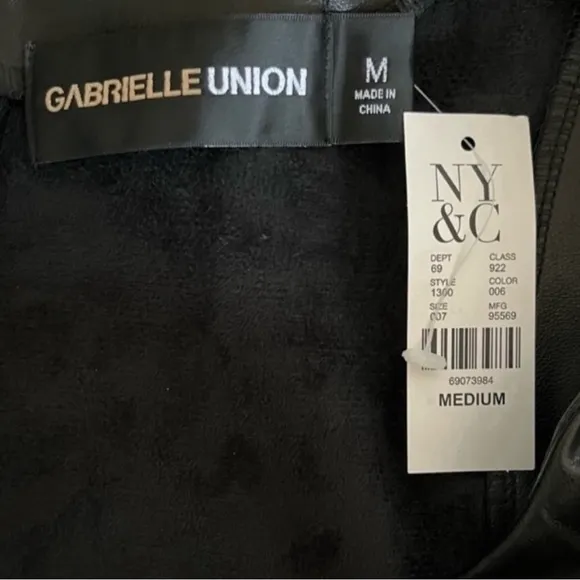 GABRIELLE UNION
M
MADE IN
CHINA
NY
&C
DEPT CLASS
69 922
STYLE COLOR
1360 006
SIZE MFG
007 95569
69073984
MEDIUM